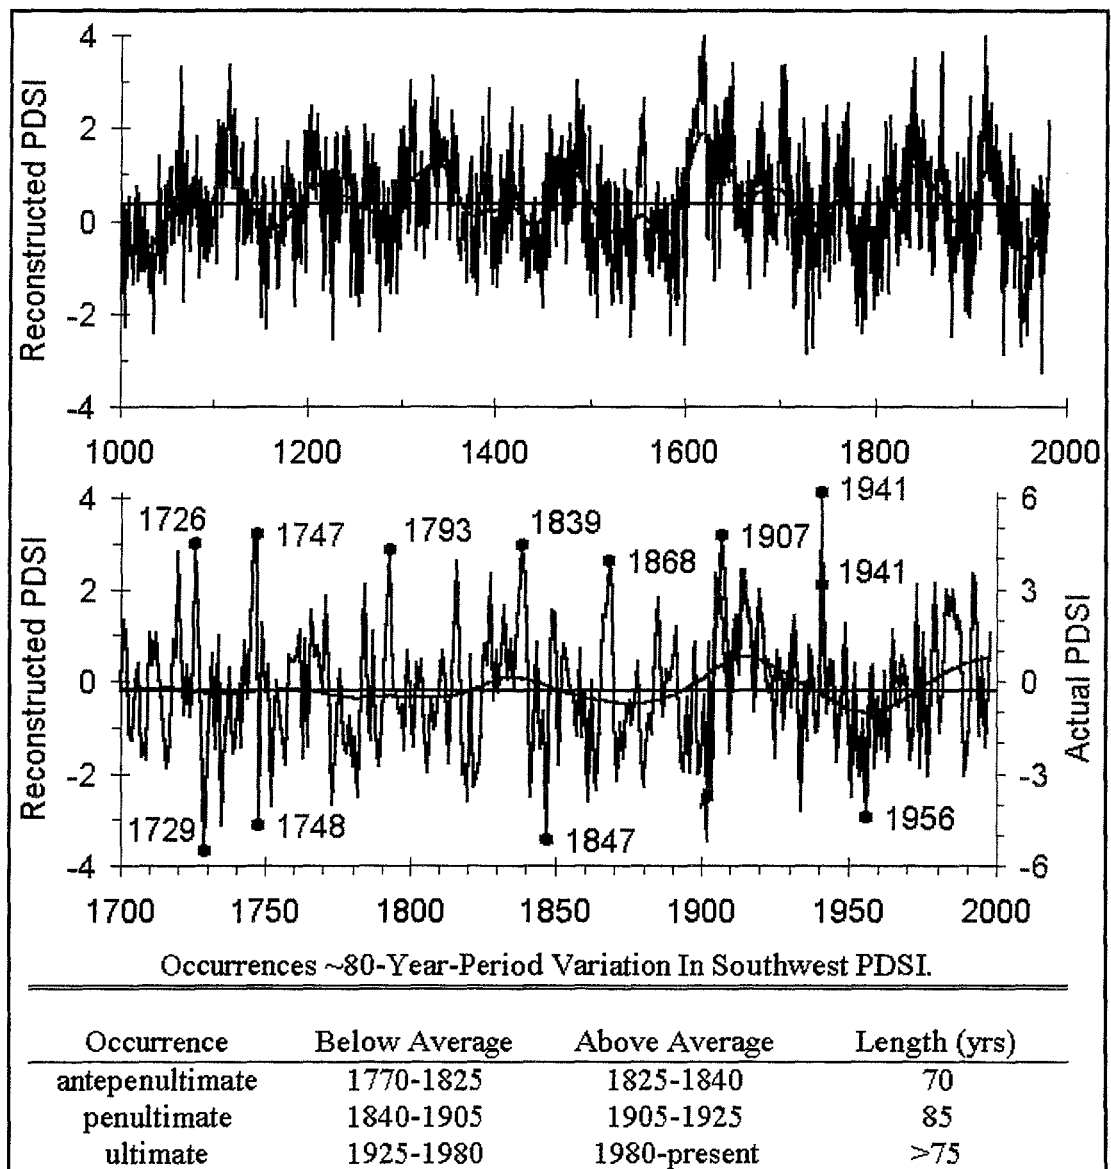 4
2
0
-2
-4
Reconstructed PDSI
1000 1200 1400 1600 1800 2000
4
2
0
-2
-4
Reconstructed PDSI
6
3
0
-3
-6
Actual PDSI
1726
1747
1793
1839
1868
1907
1941
1941
1729
1748
1847
1956
1700 1750 1800 1850 1900 1950 2000
Occurrences ~80-Year-Period Variation In Southwest PDSI.
Occurrence Below Average Above Average Length (yrs)
antepenultimate 1770-1825 1825-1840 70
penultimate 1840-1905 1905-1925 85
ultimate 1925-1980 1980-present >75